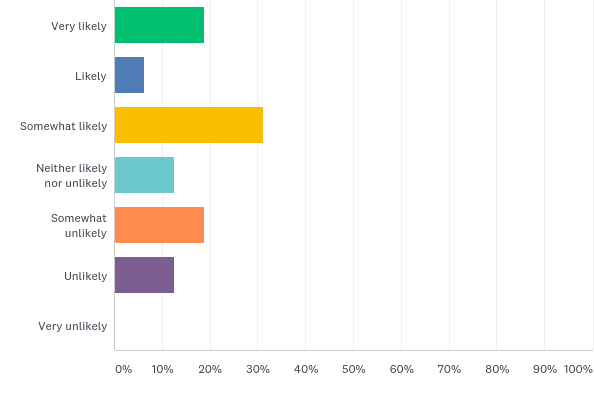 Very likely
Likely
Somewhat likely
Neither likely
nor unlikely
Somewhat
unlikely
Unlikely
Very unlikely
0% 10% 20% 30% 40% 50% 60% 70% 80% 90% 100%